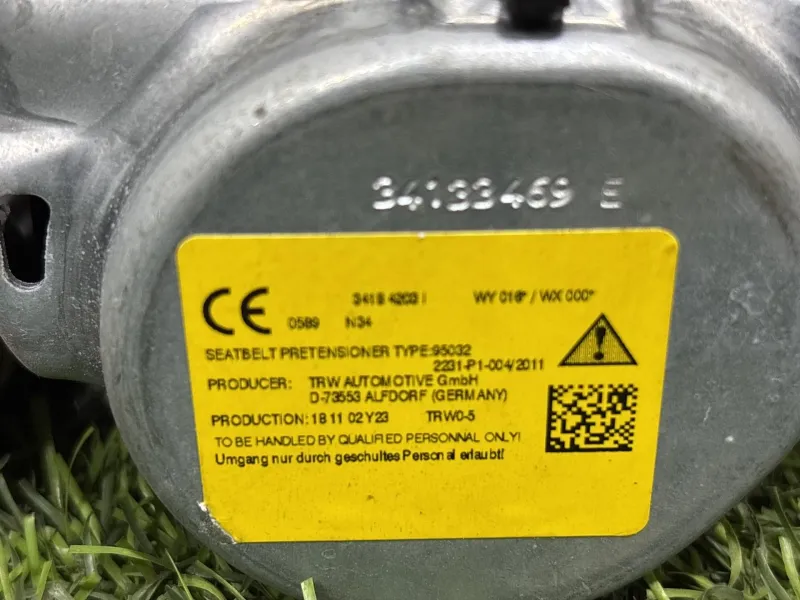 34133469 E
CE 3418 4203 I WY 016* / WX 000*
0589 N34
SEATBELT PRETENSIONER TYPE:95032
2231-P1-004/2011
PRODUCER: TRW AUTOMOTIVE GmbH
D-73553 ALFDORF (GERMANY)
PRODUCTION: 18 11 02 Y23 TRW0-5
TO BE HANDLED BY QUALIFIED PERSONNAL ONLY!
Umgang nur durch geschultes Personal erlaubt!